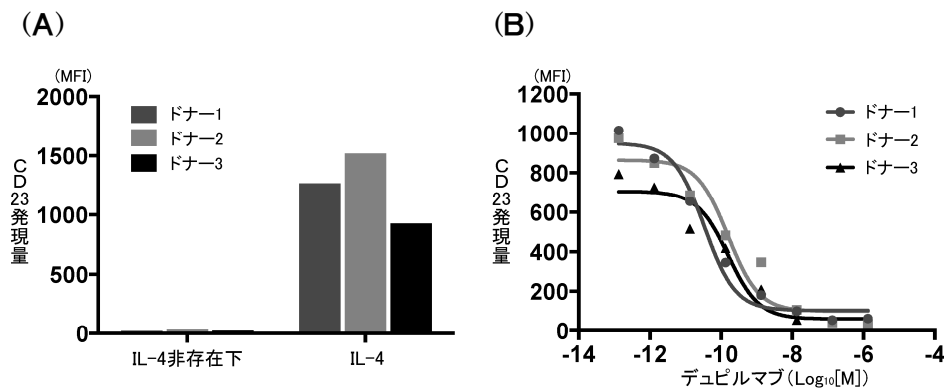 (A)
(MFI)
2000
1500
1000
500
0
CD23発現量
ドナー1
ドナー2
ドナー3
IL-4非存在下
IL-4
(B)
(MFI)
1200
1000
800
600
400
200
0
CD23発現量
ドナー1
ドナー2
ドナー3
-14 -12 -10 -8 -6 -4
デュピルマブ(Log₁₀[M])